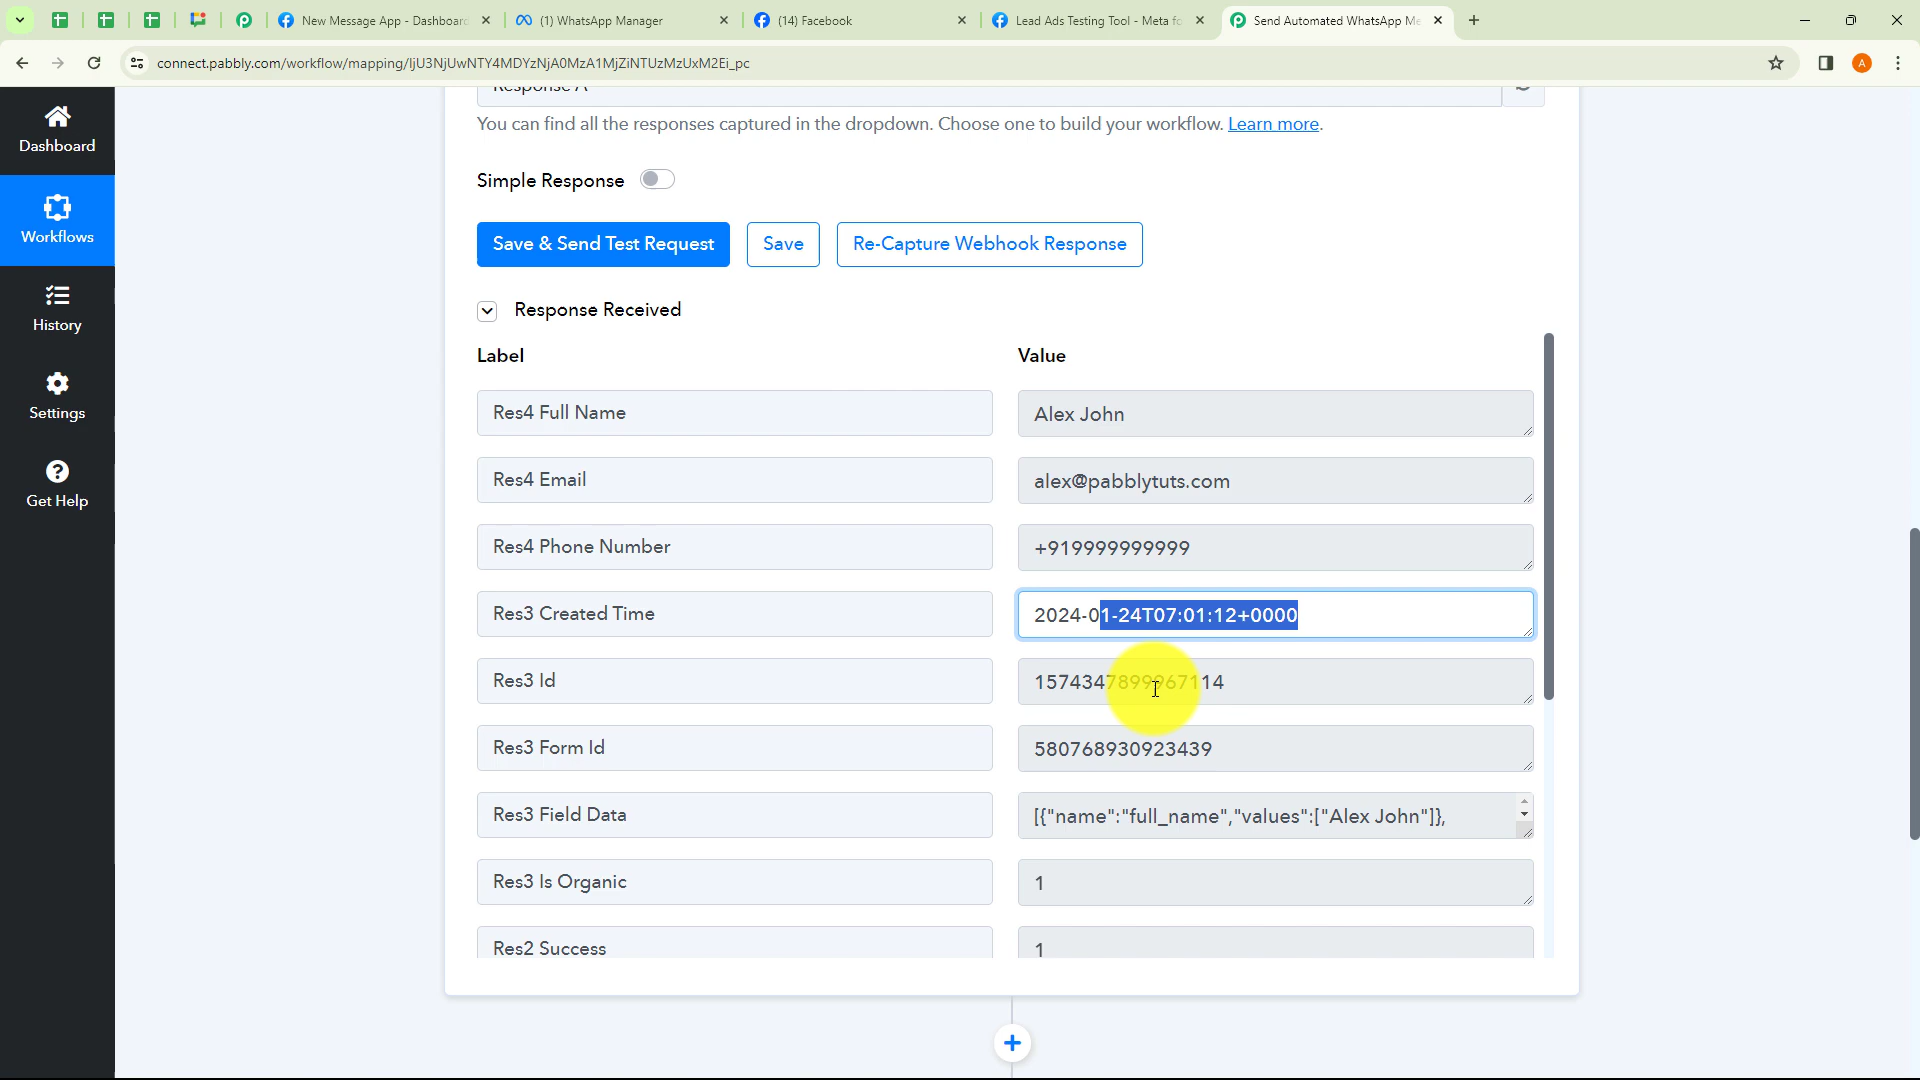 New Message App - Dashboard
(1) WhatsApp Manager
(14) Facebook
Lead Ads Testing Tool - Meta fo
Send Automated WhatsApp Me
connect.pabbly.com/workflow/mapping/IjU3NjUwNTY4MDYzNjA0MzA1MjZiNTUzMzUxM2Ei_pc
A
Dashboard
Workflows
History
Settings
Get Help
Response A
You can find all the responses captured in the dropdown. Choose one to build your workflow. Learn more.
Simple Response
Save & Send Test Request
Save
Re-Capture Webhook Response
Response Received
Label
Value
Res4 Full Name
Alex John
Res4 Email
alex@pabblytuts.com
Res4 Phone Number
+919999999999
Res3 Created Time
2024-01-24T07:01:12+0000
Res3 Id
1574347899967114
Res3 Form Id
580768930923439
Res3 Field Data
[{"name":"full_name","values":["Alex John"]},
Res3 Is Organic
1
Res2 Success
1